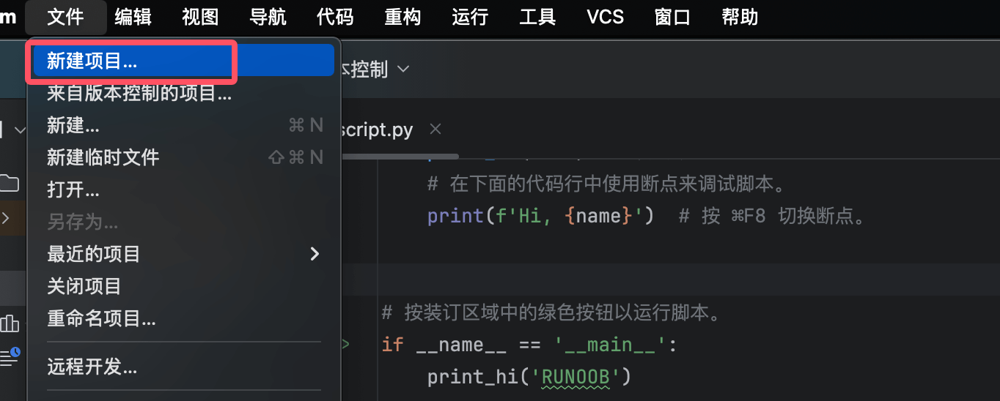 m 文件 编辑 视图 导航 代码 重构 运行 工具 VCS 窗口 帮助
新建项目...
本控制
来自版本控制的项目...
新建... ⌘ N
script.py ×
新建临时文件 ⇧ ⌘ N
打开...
# 在下面的代码行中使用断点来调试脚本。
另存为...
print(f'Hi, {name}') # 按 ⌘F8 切换断点。
最近的项目
关闭项目
重命名项目...
# 按装订区域中的绿色按钮以运行脚本。
if __name__ == '__main__':
远程开发...
print_hi('RUNOOB')